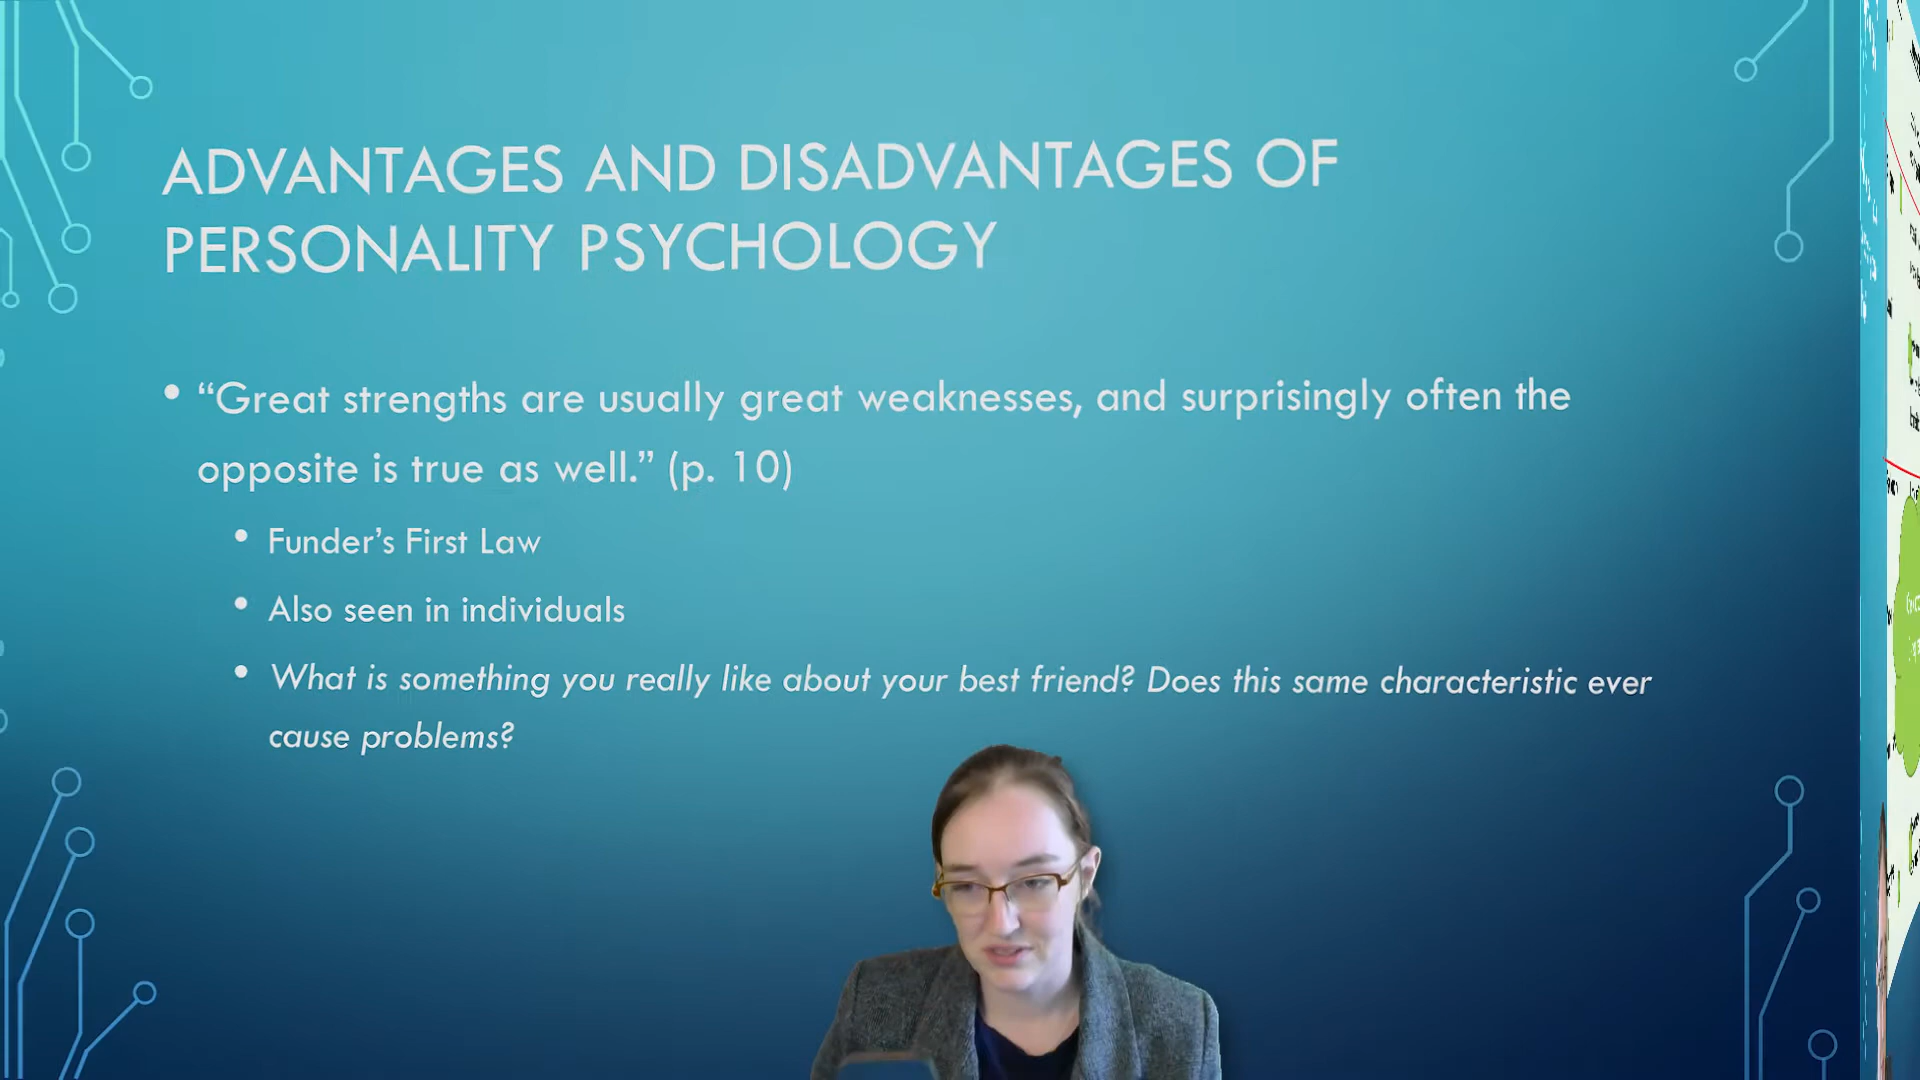 ADVANTAGES AND DISADVANTAGES OF
PERSONALITY PSYCHOLOGY
• “Great strengths are usually great weaknesses, and surprisingly often the
opposite is true as well.” (p. 10)
• Funder’s First Law
• Also seen in individuals
• What is something you really like about your best friend? Does this same characteristic ever
cause problems?